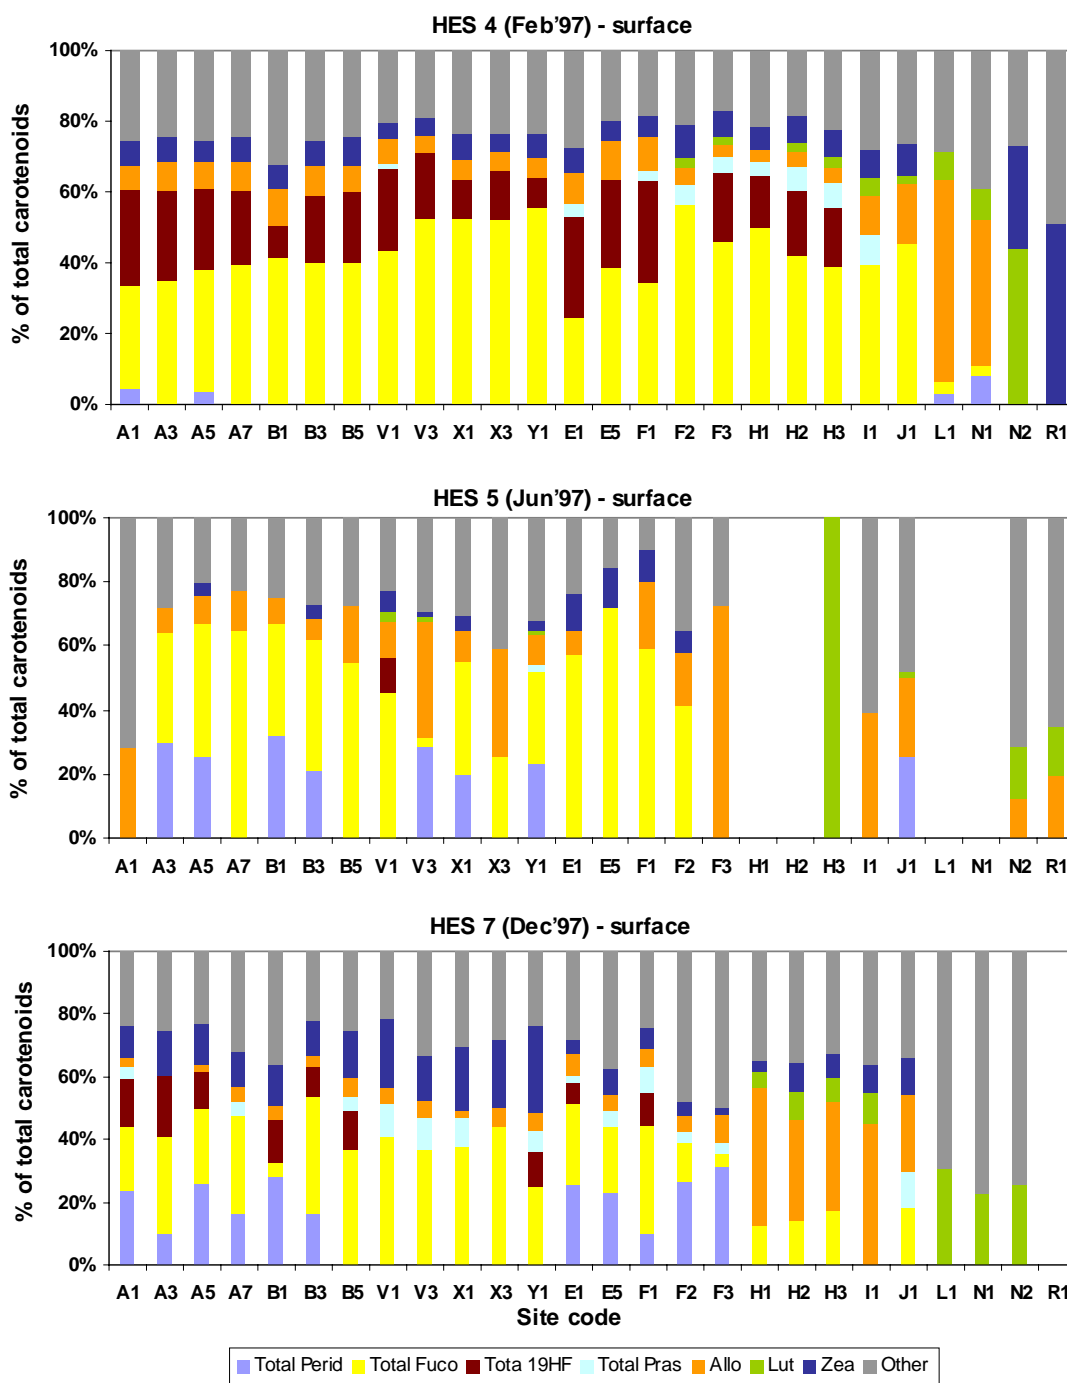 HES 4 (Feb'97) - surface
% of total carotenoids
100%
80%
60%
40%
20%
0%
A1 A3 A5 A7 B1 B3 B5 V1 V3 X1 X3 Y1 E1 E5 F1 F2 F3 H1 H2 H3 I1 J1 L1 N1 N2 R1
HES 5 (Jun'97) - surface
% of total carotenoids
100%
80%
60%
40%
20%
0%
A1 A3 A5 A7 B1 B3 B5 V1 V3 X1 X3 Y1 E1 E5 F1 F2 F3 H1 H2 H3 I1 J1 L1 N1 N2 R1
HES 7 (Dec'97) - surface
% of total carotenoids
100%
80%
60%
40%
20%
0%
A1 A3 A5 A7 B1 B3 B5 V1 V3 X1 X3 Y1 E1 E5 F1 F2 F3 H1 H2 H3 I1 J1 L1 N1 N2 R1
Site code
Total Perid Total Fuco Tota 19HF Total Pras Allo Lut Zea Other